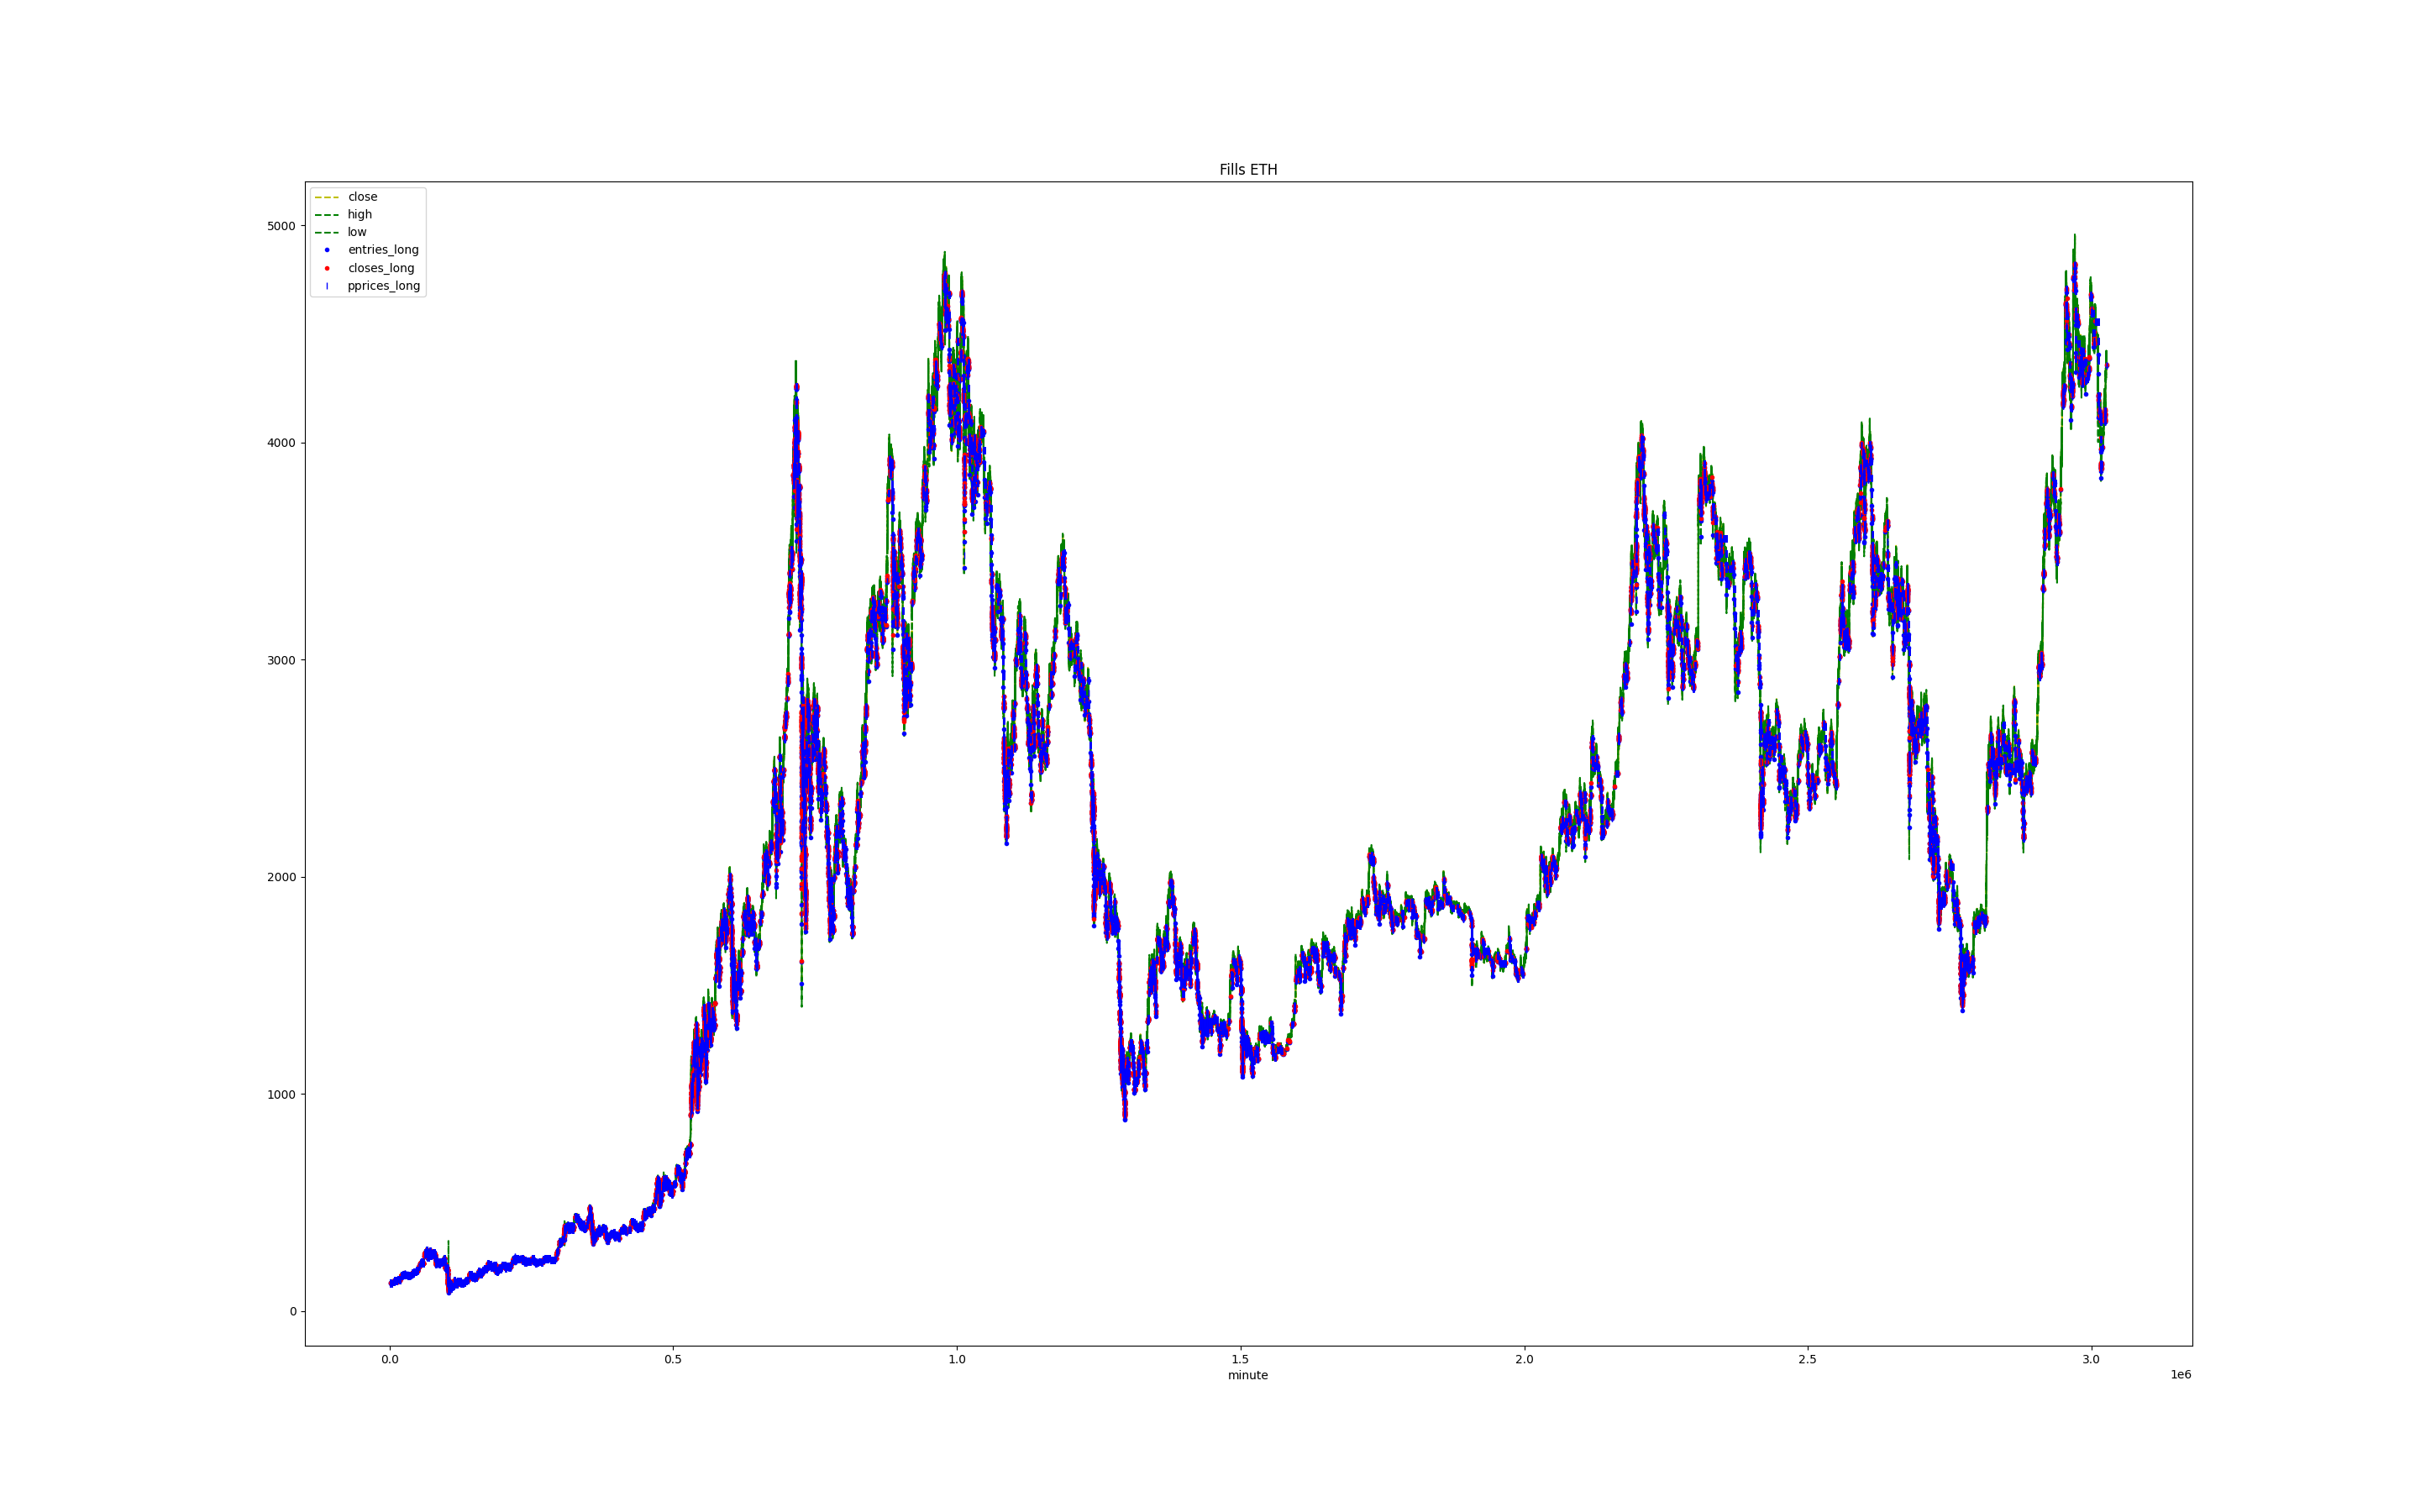 Fills ETH
close
high
low
entries_long
closes_long
pprices_long
5000
4000
3000
2000
1000
0
0.0 0.5 1.0 1.5 2.0 2.5 3.0
minute 1e6